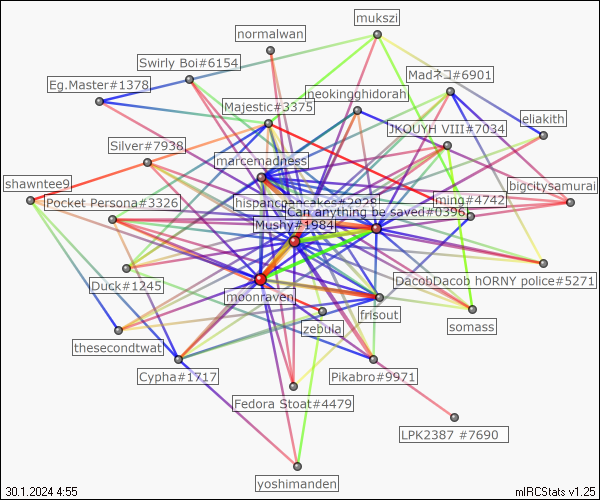 mukszi
normalwan
Swirly Boi#6154
Madネコ#6901
Eg.Master#1378
neokingghidorah
Majestic#3375
eliakith
JKOUYH VIII#7034
Silver#7938
marcemadness
shawntee9
bigcitysamurai
Pocket Persona#3326
hispancpancakes#2928
ming#4742
Can anything be saved#0396
Mushy#1984
Duck#1245
DacobDacob hORNY police#5271
moonraven
frlsout
somass
zebula
thesecondtwat
Cypha#1717
Pikabro#9971
Fedora Stoat#4479
LPK2387 #7690
yoshimanden
30.1.2024 4:55
mIRCStats v1.25